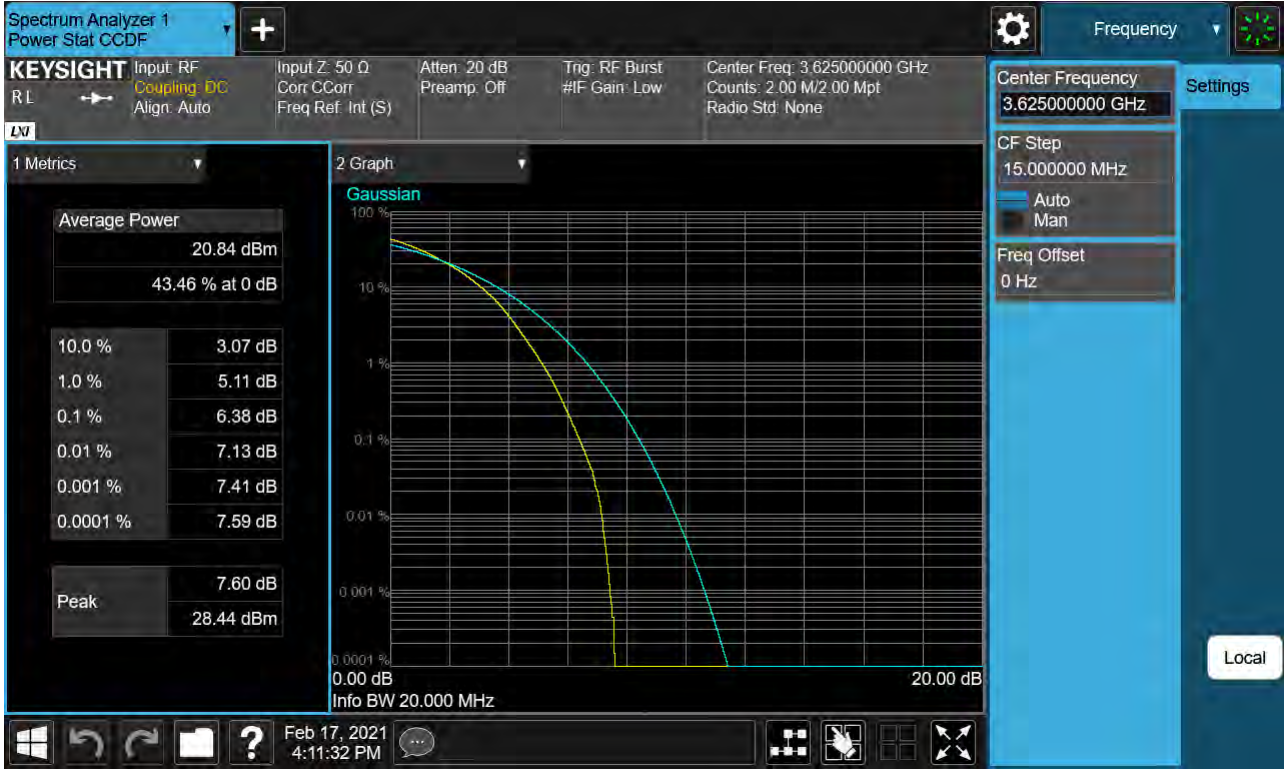 Spectrum Analyzer 1
Power Stat CCDF
Frequency
KEYSIGHT
RL
LXI
Input: RF
Coupling: DC
Align: Auto
Input Z: 50 Ω
Corr CCorr
Freq Ref: Int (S)
Atten: 20 dB
Preamp: Off
Trig: RF Burst
#IF Gain: Low
Center Freq: 3.625000000 GHz
Counts: 2.00 M/2.00 Mpt
Radio Std: None
Center Frequency
3.625000000 GHz
Settings
CF Step
15.000000 MHz
Auto
Man
Freq Offset
0 Hz
1 Metrics
Average Power
20.84 dBm
43.46 % at 0 dB
10.0 % 3.07 dB
1.0 % 5.11 dB
0.1 % 6.38 dB
0.01 % 7.13 dB
0.001 % 7.41 dB
0.0001 % 7.59 dB
Peak
7.60 dB
28.44 dBm
2 Graph
Gaussian
100 %
10 %
1 %
0.1 %
0.01 %
0.001 %
0.0001 %
0.00 dB 20.00 dB
Info BW 20.000 MHz
Local
?
Feb 17, 2021
4:11:32 PM